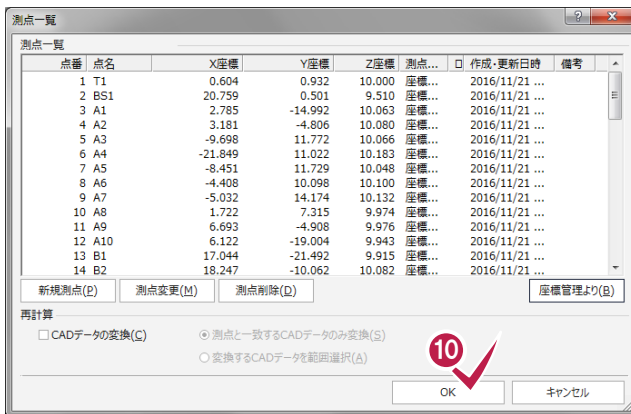 測点一覧
測点一覧
点番 点名 X座標 Y座標 Z座標 測点... ロ 作成・更新日時 備考
1 T1 0.604 0.932 10.000 座標... 2016/11/21 ...
2 BS1 20.759 0.501 9.510 座標... 2016/11/21 ...
3 A1 2.785 -14.992 10.063 座標... 2016/11/21 ...
4 A2 3.181 -4.806 10.080 座標... 2016/11/21 ...
5 A3 -9.698 11.772 10.066 座標... 2016/11/21 ...
6 A4 -21.849 11.022 10.183 座標... 2016/11/21 ...
7 A5 -8.451 11.729 10.048 座標... 2016/11/21 ...
8 A6 -4.408 10.098 10.100 座標... 2016/11/21 ...
9 A7 -5.032 14.174 10.132 座標... 2016/11/21 ...
10 A8 1.722 7.315 9.974 座標... 2016/11/21 ...
11 A9 6.693 -4.908 9.976 座標... 2016/11/21 ...
12 A10 6.122 -19.004 9.943 座標... 2016/11/21 ...
13 B1 17.044 -21.492 9.915 座標... 2016/11/21 ...
14 B2 18.247 -10.062 10.082 座標... 2016/11/21 ...
新規測点(P) 測点変更(M) 測点削除(D) 座標管理より(B)
再計算
CADデータの変換(C) 測点と一致するCADデータのみ変換(S)
変換するCADデータを範囲選択(A)
10
OK キャンセル